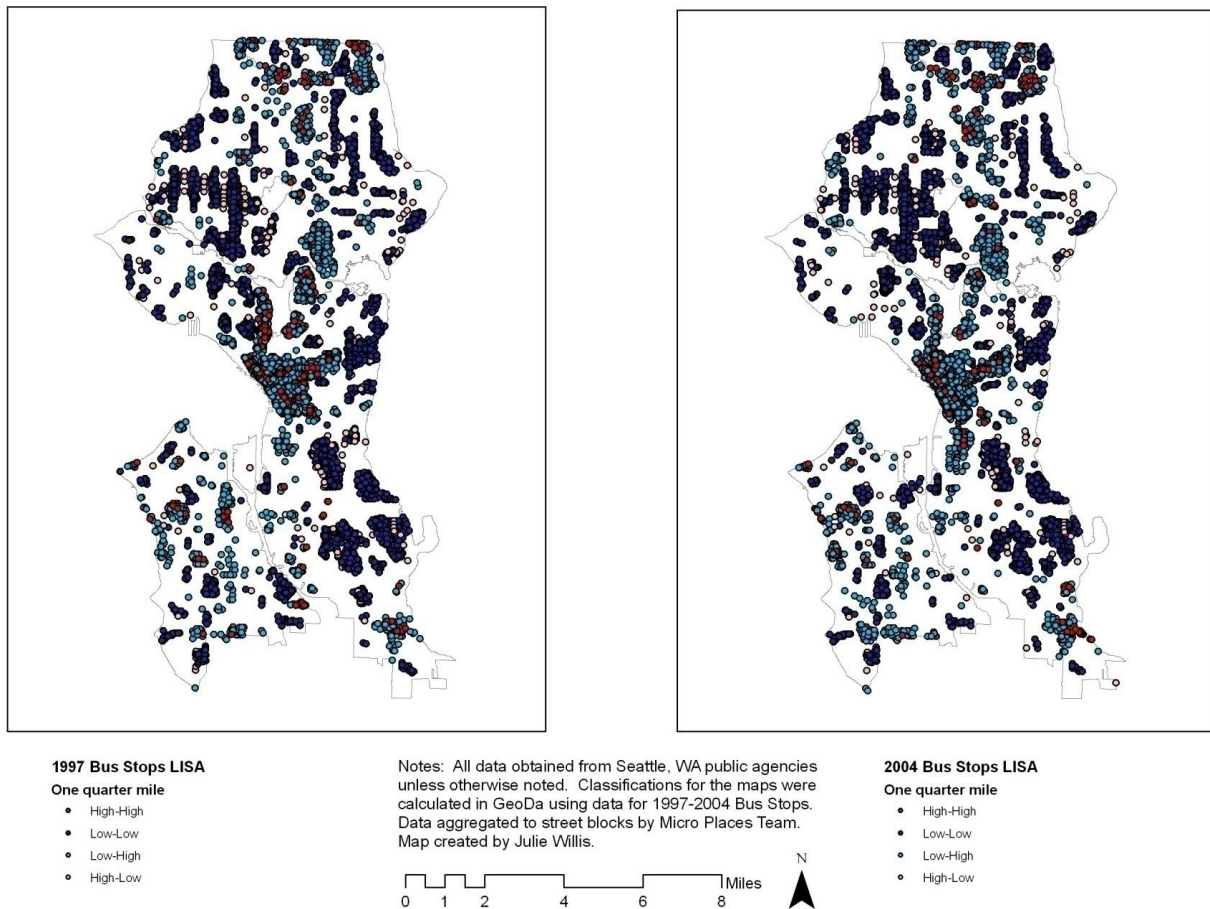 1997 Bus Stops LISA
One quarter mile
High-High
Low-Low
Low-High
High-Low
Notes: All data obtained from Seattle, WA public agencies
unless otherwise noted. Classifications for the maps were
calculated in GeoDa using data for 1997-2004 Bus Stops.
Data aggregated to street blocks by Micro Places Team.
Map created by Julie Willis.
N
Miles
0 1 2 4 6 8
2004 Bus Stops LISA
One quarter mile
High-High
Low-Low
Low-High
High-Low